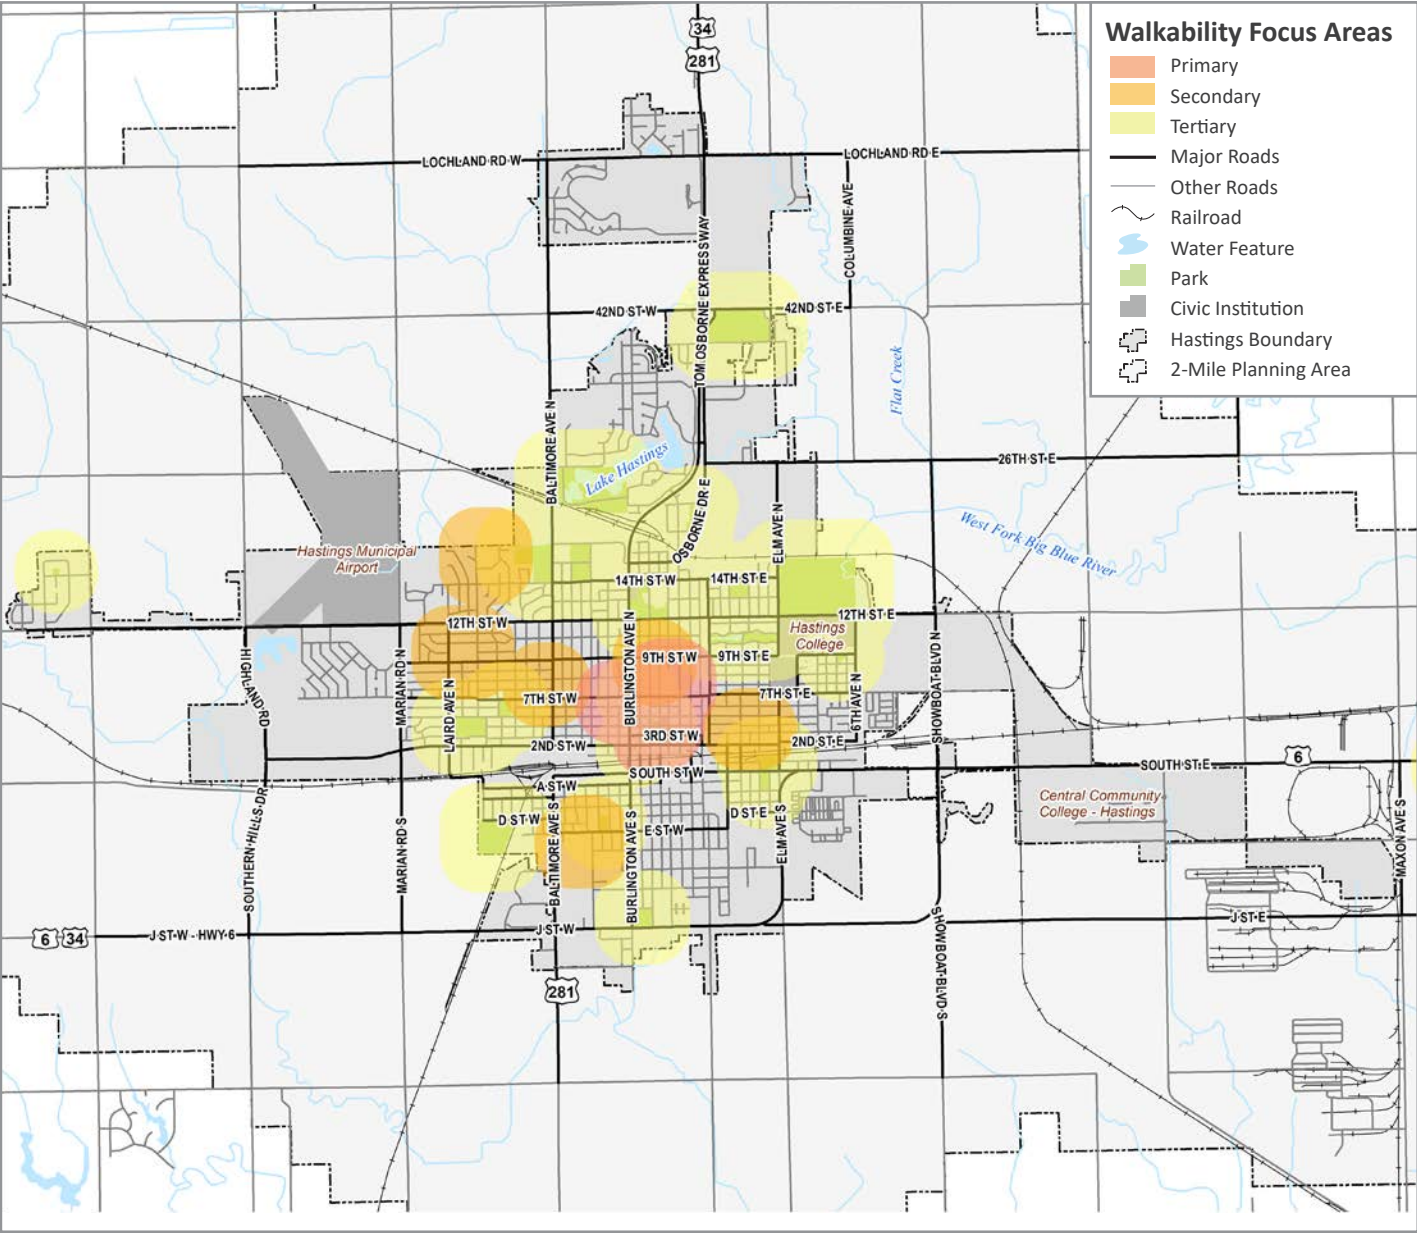 Walkability Focus Areas
Primary
Secondary
Tertiary
Major Roads
Other Roads
Railroad
Water Feature
Park
Civic Institution
Hastings Boundary
2-Mile Planning Area
34
281
LOCHLAND RD W
LOCHLAND RD E
COLUMBINE AVE
TOM OSBORNE EXPRESSWAY
42ND ST W
42ND ST E
Flat Creek
BALTIMORE AVE N
Lake Hastings
26TH ST E
OSBORNE DR E
ELM AVE N
West Fork Big Blue River
Hastings Municipal
Airport
14TH ST W
14TH ST E
12TH ST W
12TH ST E
Hastings
College
BURLINGTON AVE N
9TH ST W
9TH ST E
HIGHLAND RD
MARIAN RD N
LAIRD AVE N
7TH ST W
7TH ST E
6TH AVE N
SHOWBOAT BLVD N
3RD ST W
2ND ST W
2ND ST E
SOUTH ST W
SOUTH ST E
6
A ST W
D ST W
D ST E
E ST W
Central Community
College - Hastings
SOUTHERN HILLS DR
MARIAN RD S
BALTIMORE AVE S
BURLINGTON AVE S
ELM AVE S
MAXON AVE S
6
34
J ST W - HWY 6
J ST W
J ST E
SHOWBOAT BLVD S
281